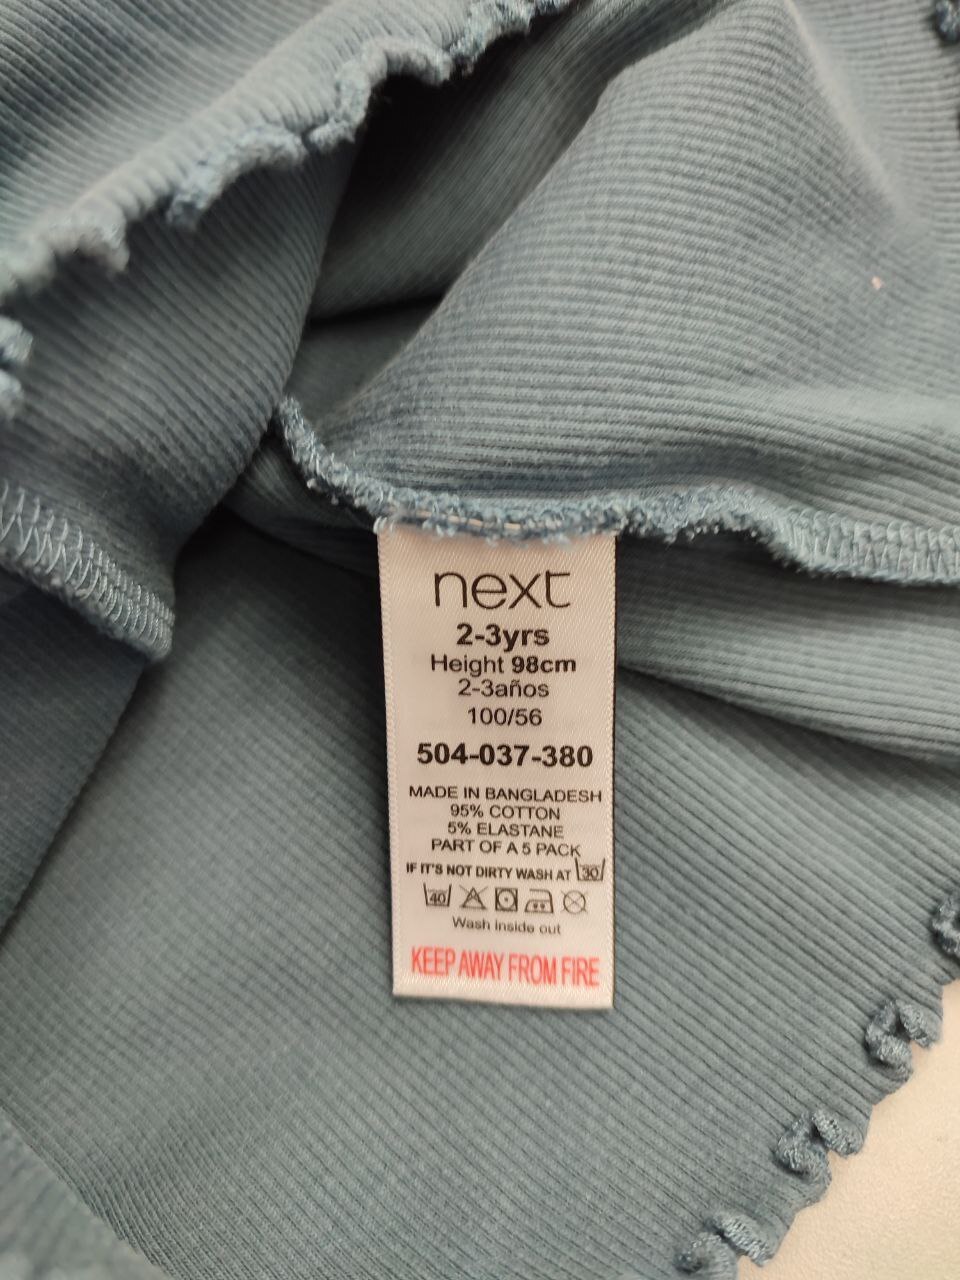 next
2-3yrs
Height 98cm
2-3años
100/56
504-037-380
MADE IN BANGLADESH
95% COTTON
5% ELASTANE
PART OF A 5 PACK
IF IT'S NOT DIRTY WASH AT 30
40
Wash inside out
KEEP AWAY FROM FIRE